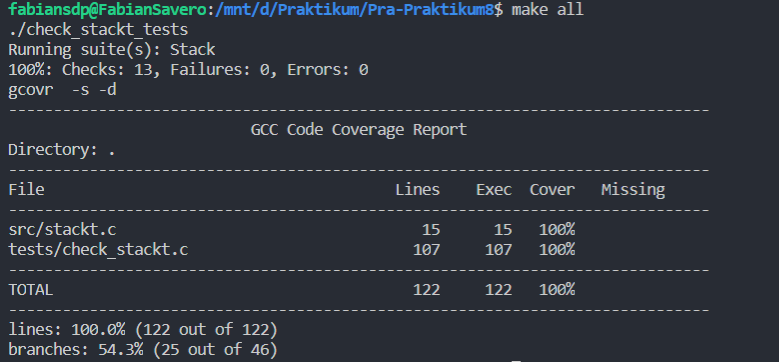 fabiansdp@FabianSavero:/mnt/d/Praktikum/Pra-Praktikum8$ make all
./check_stackt_tests
Running suite(s): Stack
100%: Checks: 13, Failures: 0, Errors: 0
gcovr  -s -d
------------------------------------------------------------------------------
                           GCC Code Coverage Report
Directory: .
------------------------------------------------------------------------------
File                                       Lines    Exec  Cover   Missing
------------------------------------------------------------------------------
src/stackt.c                                  15      15   100%
tests/check_stackt.c                         107     107   100%
------------------------------------------------------------------------------
TOTAL                                        122     122   100%
------------------------------------------------------------------------------
lines: 100.0% (122 out of 122)
branches: 54.3% (25 out of 46)